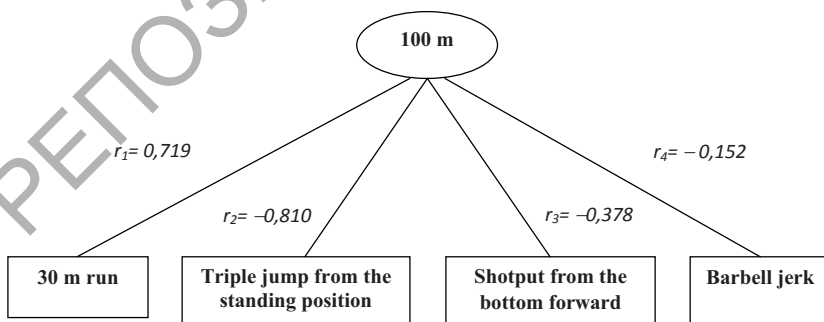 100 m
r₁= 0,719
r₄= −0,152
r₂= −0,810
r₃= −0,378
30 m run
Triple jump from the
standing position
Shotput from the
bottom forward
Barbell jerk
РЕПОЗ